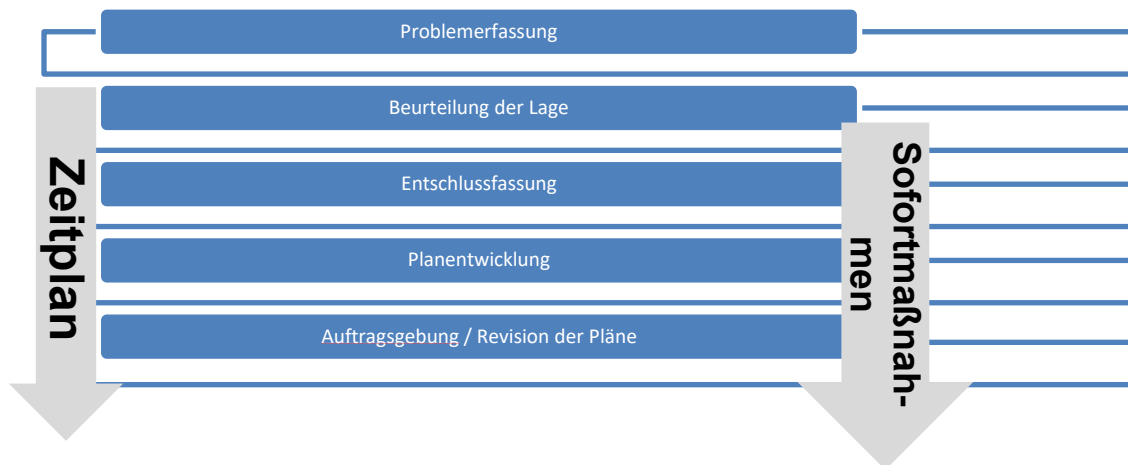 Problemerfassung
Beurteilung der Lage
Entschlussfassung
Planentwicklung
Auftragsgebung / Revision der Pläne
Zeitplan
Sofortmaßnah-
men